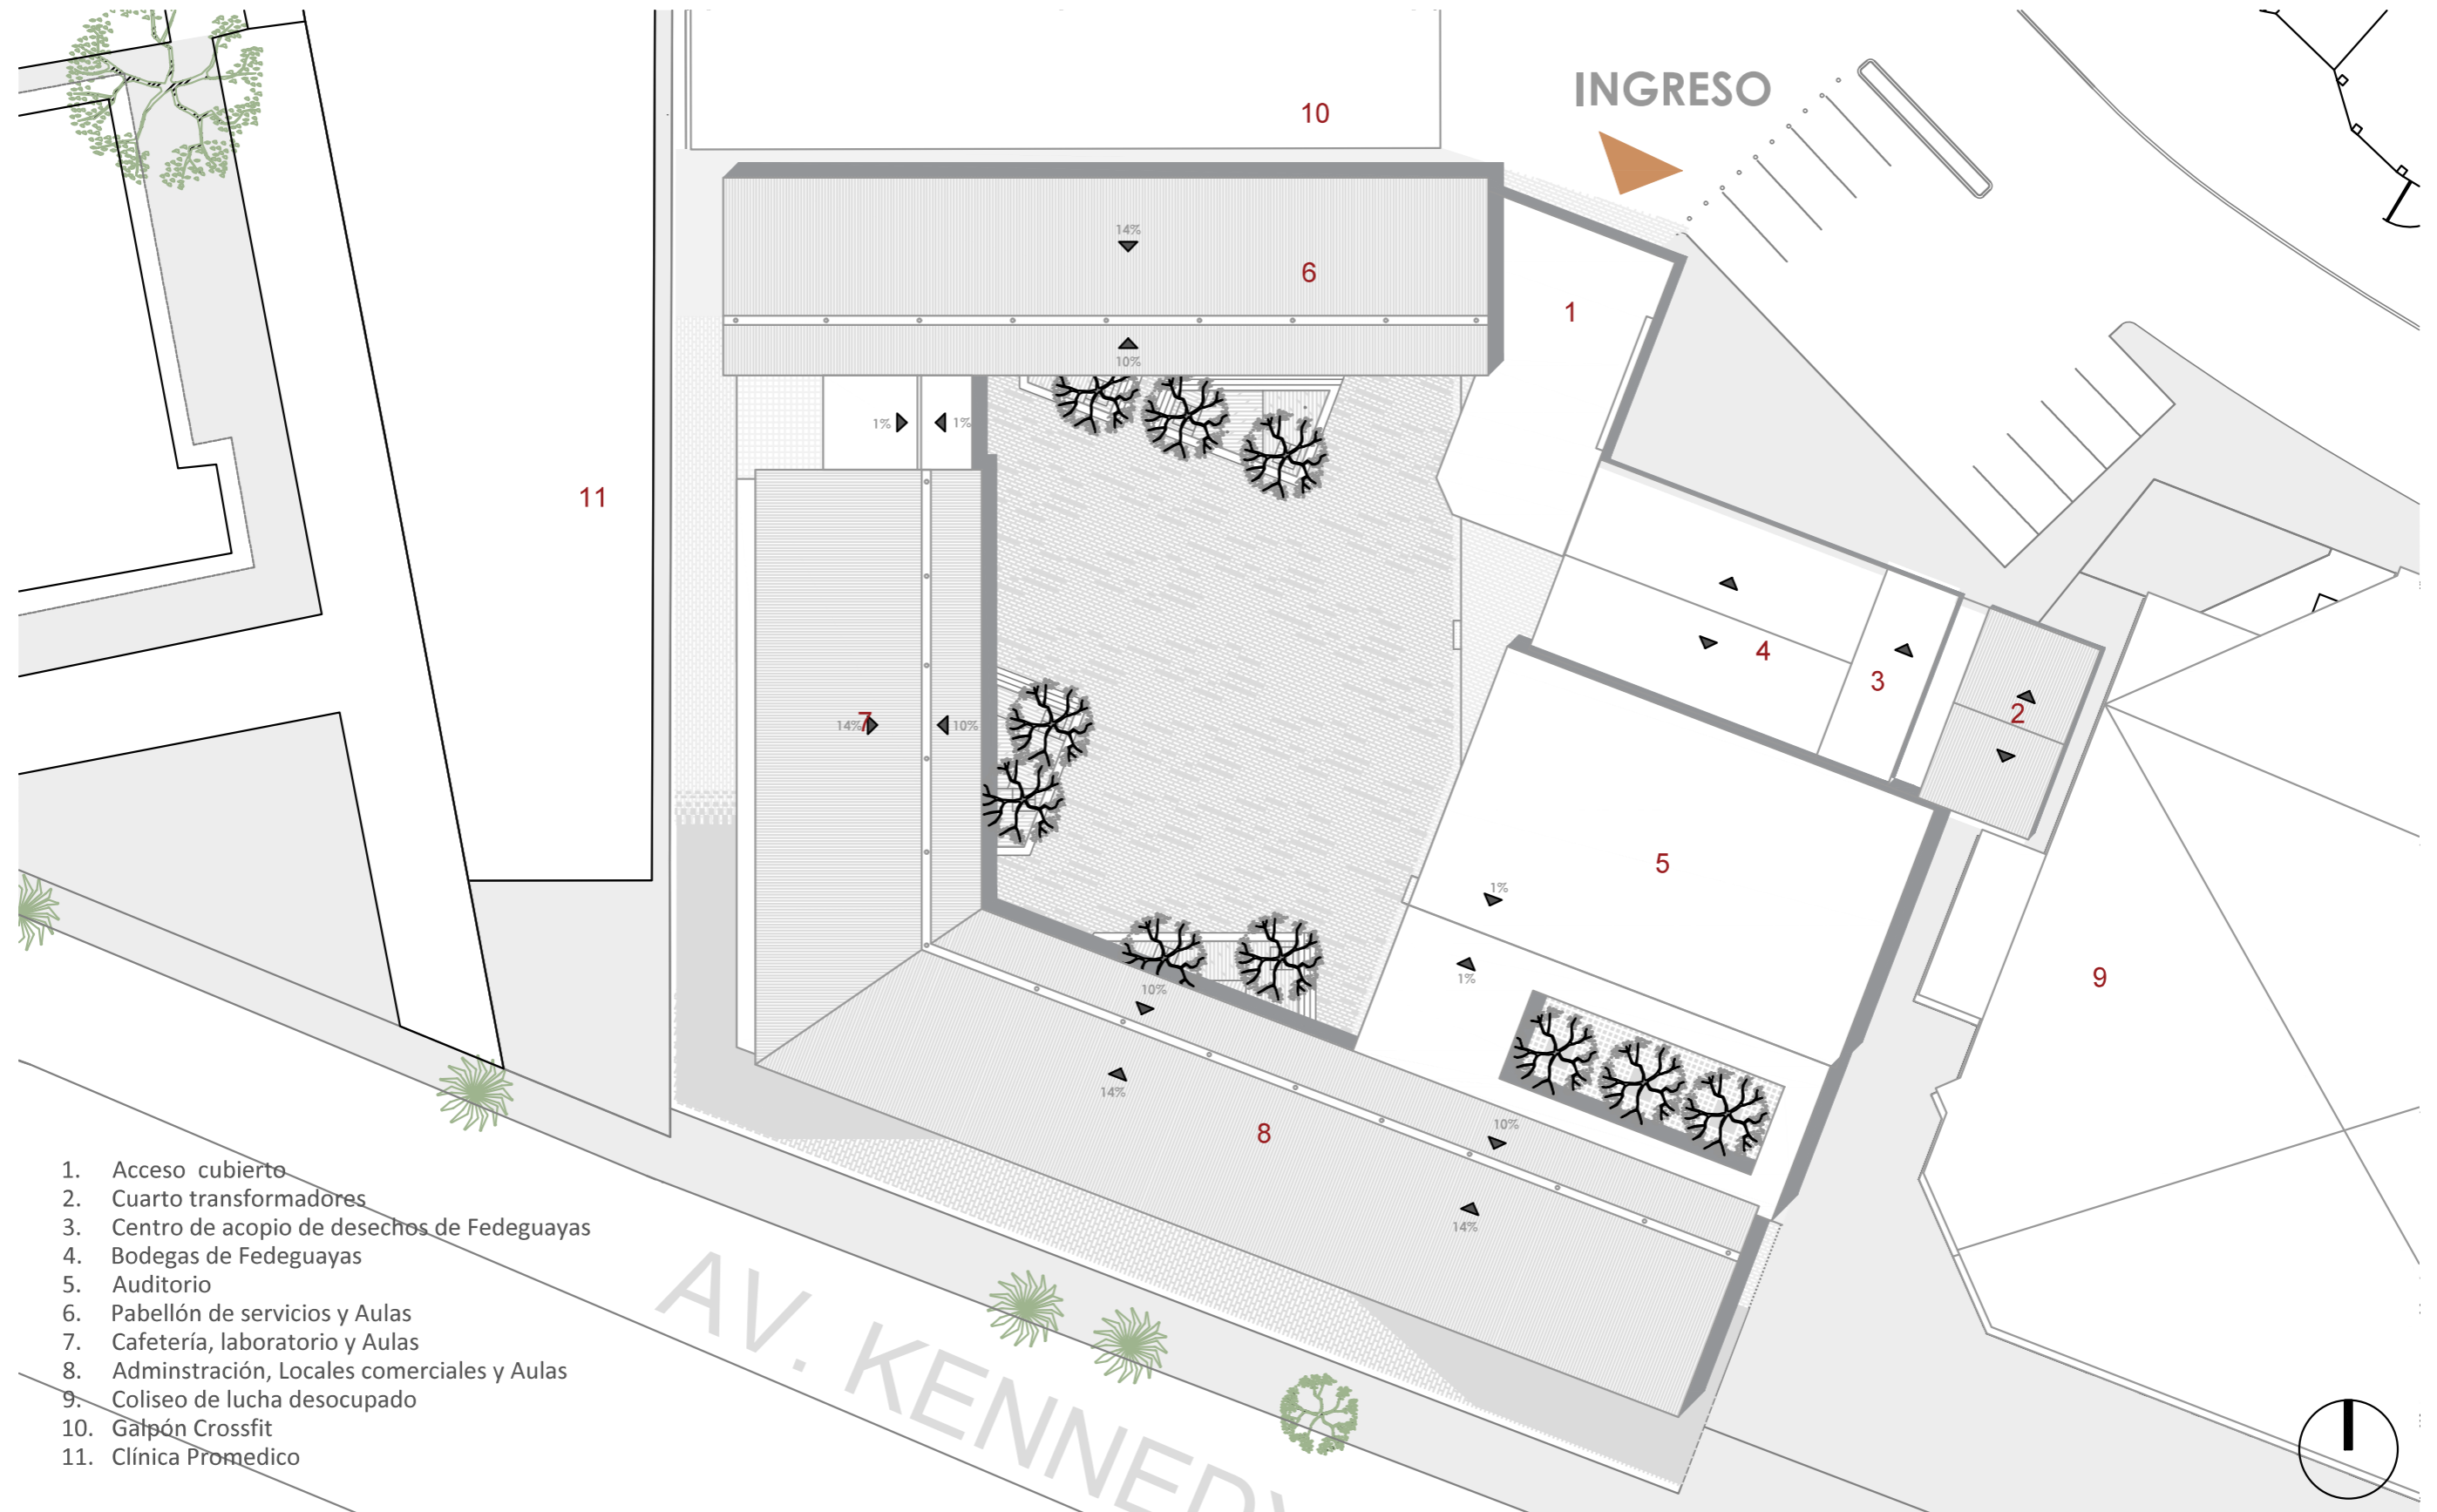 INGRESO
10
14%
6
1
10%
1%
1%
11
4
3
2
14%
7
10%
5
1%
1%
9
10%
14%
8
10%
14%
1. Acceso cubierto
2. Cuarto transformadores
3. Centro de acopio de desechos de Fedeguayas
4. Bodegas de Fedeguayas
5. Auditorio
6. Pabellón de servicios y Aulas
7. Cafetería, laboratorio y Aulas
8. Adminstración, Locales comerciales y Aulas
9. Coliseo de lucha desocupado
10. Galpón Crossfit
11. Clínica Promedico
AV. KENNEDY